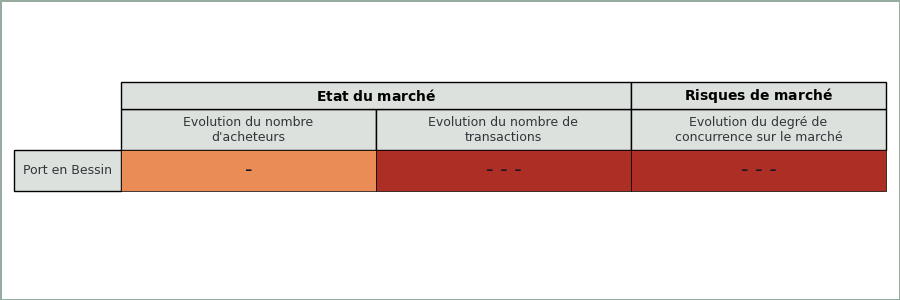 Etat du marché
Risques de marché
Evolution du nombre
d'acheteurs
Evolution du nombre de
transactions
Evolution du degré de
concurrence sur le marché
Port en Bessin
–
– – –
– – –